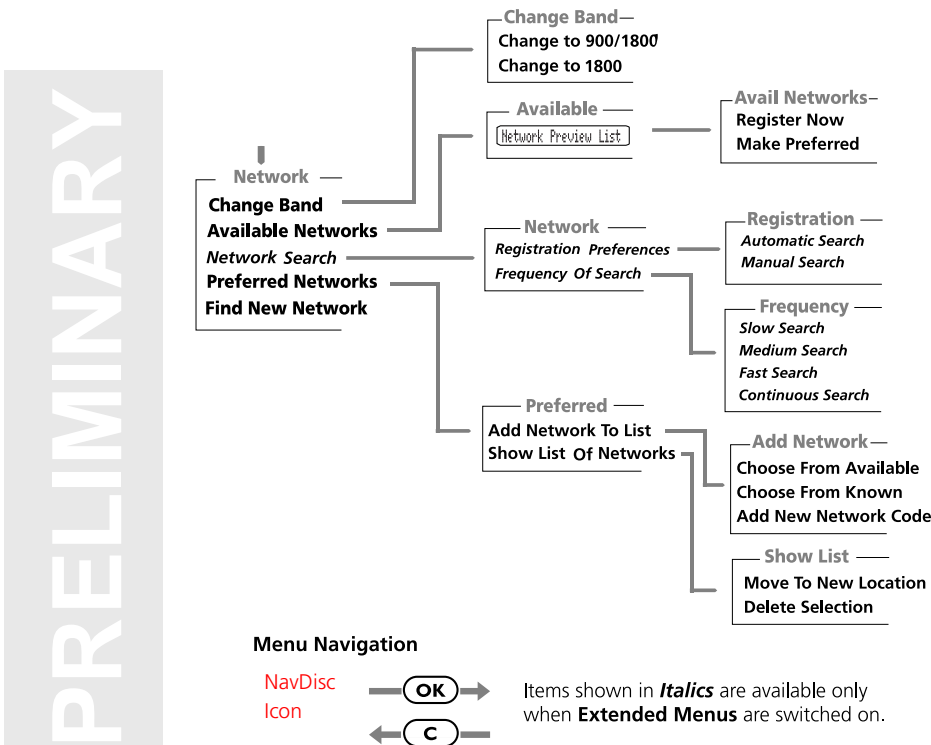 PRELIMINARY
Network
Change Band
Available Networks
Network Search
Preferred Networks
Find New Network
Change Band
Change to 900/1800
Change to 1800
Available
Network Preview List
Avail Networks
Register Now
Make Preferred
Network
Registration Preferences
Frequency Of Search
Registration
Automatic Search
Manual Search
Frequency
Slow Search
Medium Search
Fast Search
Continuous Search
Preferred
Add Network To List
Show List Of Networks
Add Network
Choose From Available
Choose From Known
Add New Network Code
Show List
Move To New Location
Delete Selection
Menu Navigation
NavDisc
Icon
OK
C
Items shown in Italics are available only
when Extended Menus are switched on.